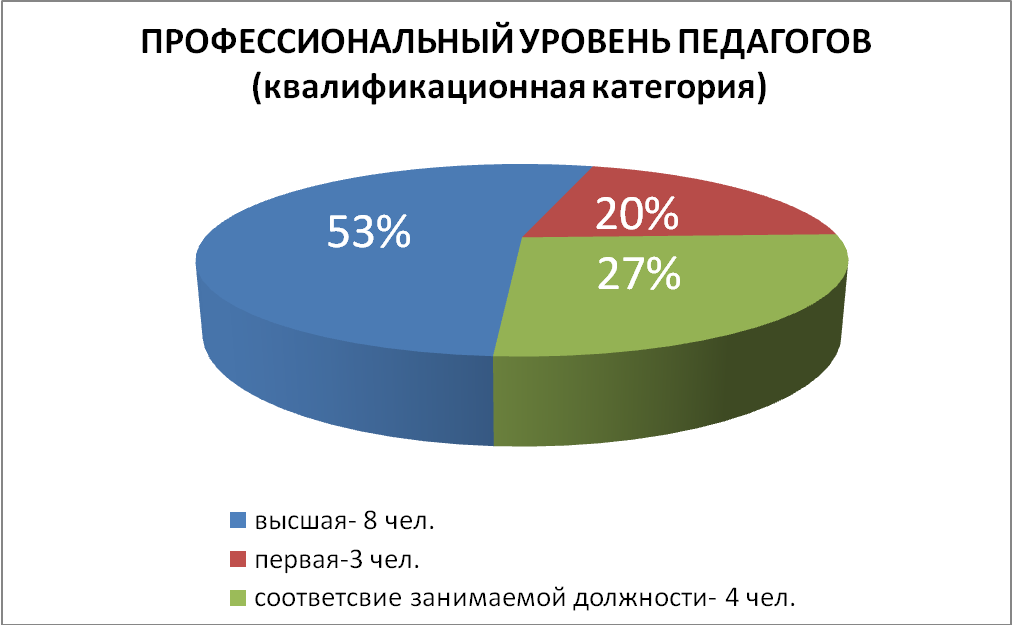 ПРОФЕССИОНАЛЬНЫЙ УРОВЕНЬ ПЕДАГОГОВ
(квалификационная категория)
53%
20%
27%
высшая- 8 чел.
первая-3 чел.
соответсвие занимаемой должности- 4 чел.